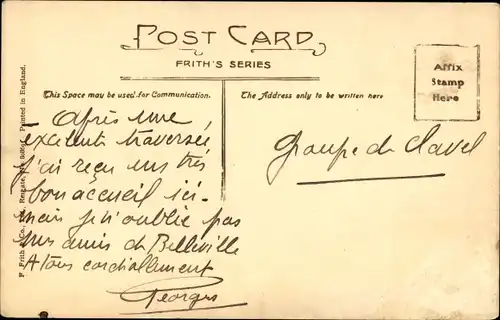 POST CARD
FRITH'S SERIES
This Space may be used for Communication.
The Address only to be written here
Affix
Stamp
Here
Après une
excellente traversée
j'ai reçu un très
bon accueil ici-
mais je n'oublie pas
mes amis de Belleville
A tous cordiallement
Georges
Groupe de Clavel
F. Frith & Co., Reigate, Printed in England.